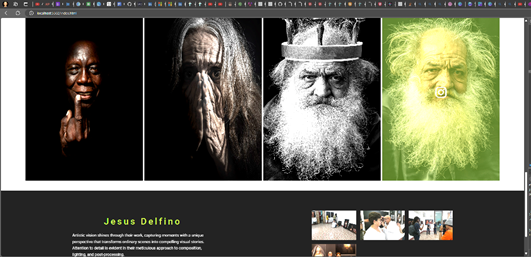 Jesus Delfino
Artistic vision shines through their work, capturing moments with a unique
perspective that transforms ordinary scenes into compelling visual stories.
Attention to detail is evident in their meticulous approach to composition,
lighting, and post-processing.